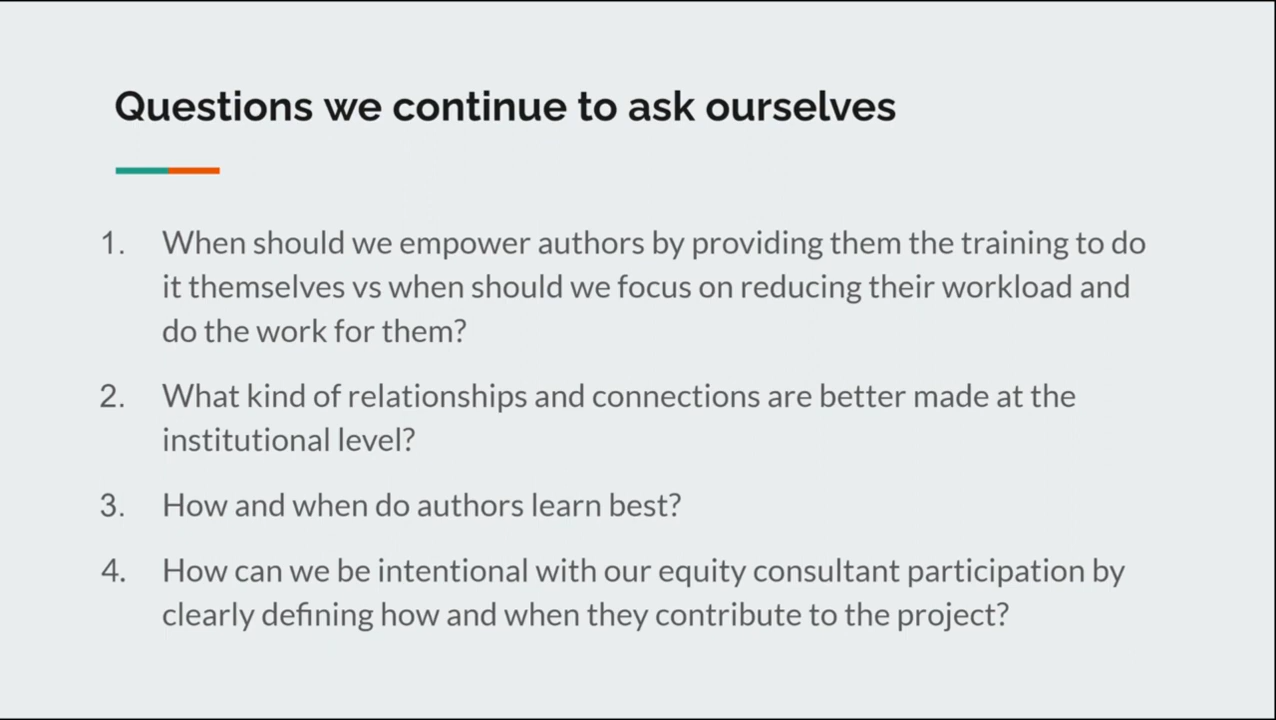 Questions we continue to ask ourselves
1. When should we empower authors by providing them the training to do
it themselves vs when should we focus on reducing their workload and
do the work for them?
2. What kind of relationships and connections are better made at the
institutional level?
3. How and when do authors learn best?
4. How can we be intentional with our equity consultant participation by
clearly defining how and when they contribute to the project?